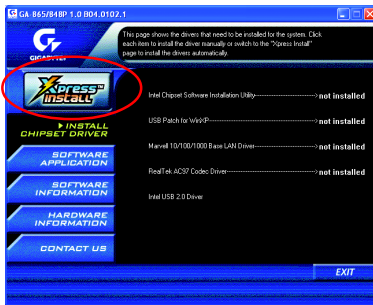 GA-865/848P 1.0 B04.0102.1
This page shows the drivers that need to be installed for the system. Click
each item to install the driver manually or switch to the "Xpress Install"
page to install the drivers automatically.
GIGABYTE
Xpress™
Install
INSTALL
CHIPSET DRIVER
SOFTWARE
APPLICATION
SOFTWARE
INFORMATION
HARDWARE
INFORMATION
CONTACT US
Intel Chipset Software Installation Utility------------>not installed
USB Patch for WinXP------------>not installed
Marvell 10/100/1000 Base LAN Driver------------>not installed
RealTek AC97 Codec Driver------------>not installed
Intel USB 2.0 Driver
EXIT